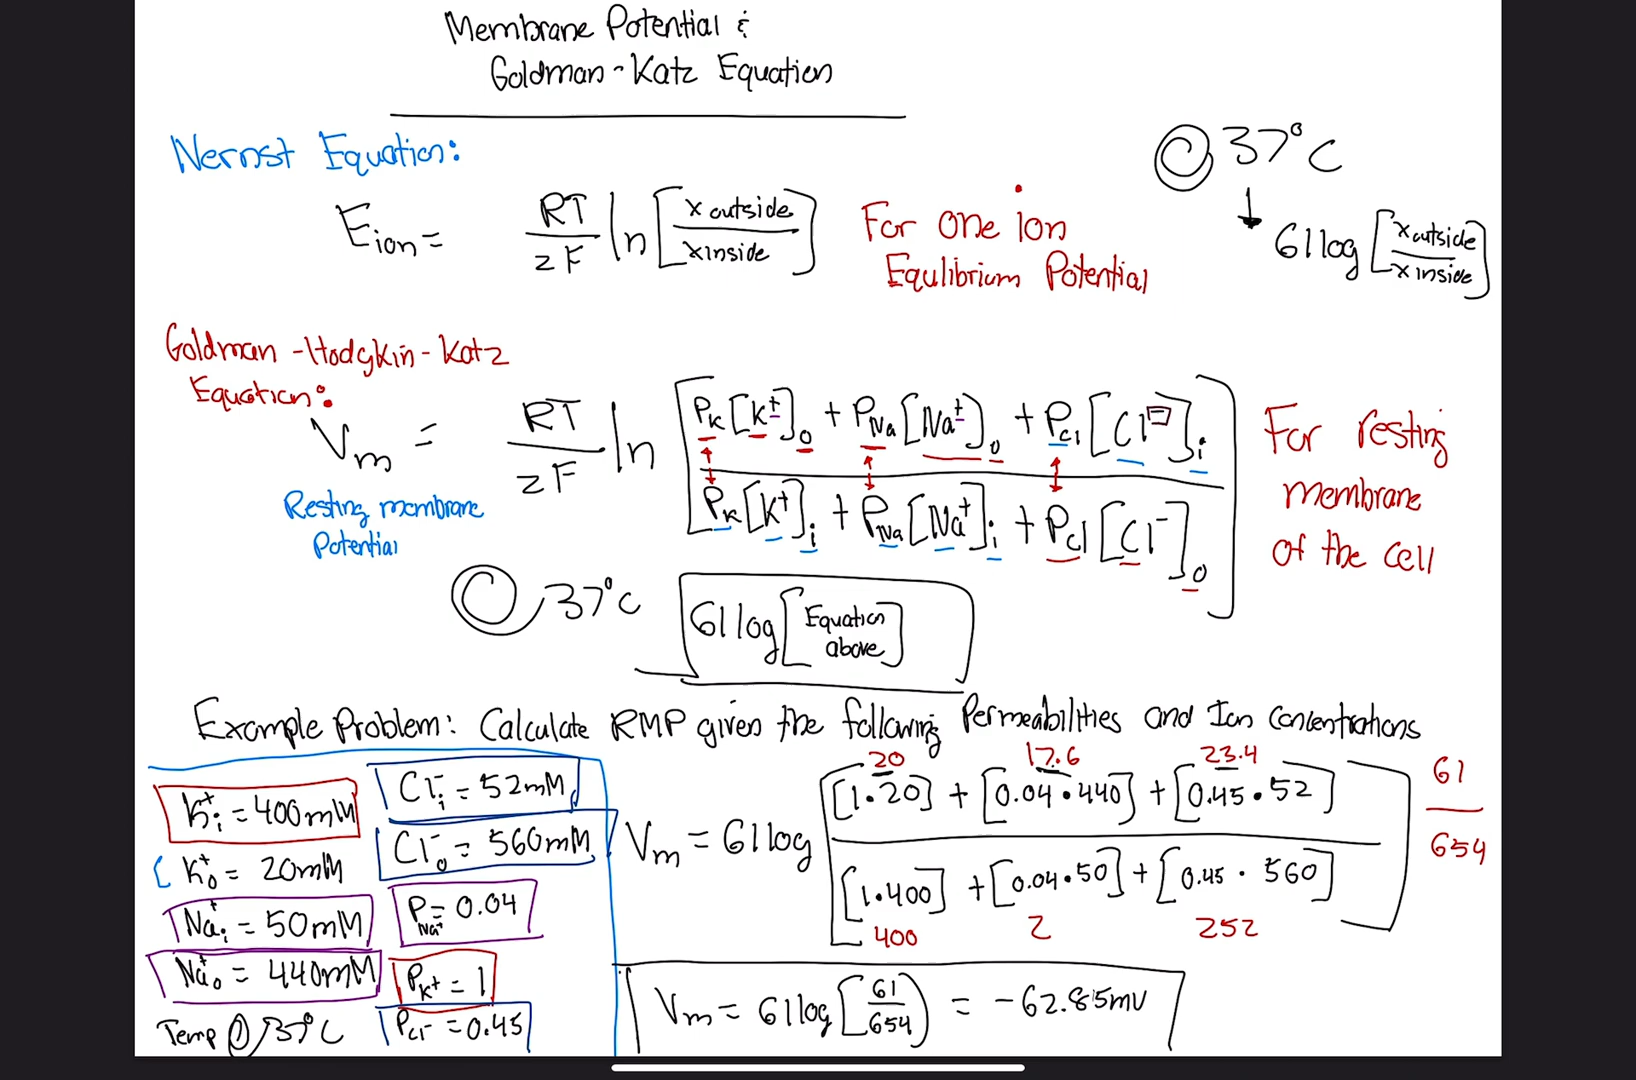 Membrane Potential &
Goldman-Katz Equation
Nernst Equation:
E ion = RT/zF ln [x outside / x inside]
For one ion
Equlibrium Potential
@ 37°C
↓
61 log [x outside / x inside]
Goldman-Hodgkin-Katz
Equation:
Vm = RT/zF ln [ PK[K+]o + PNa[Na+]o + PCl[Cl-]i / PK[K+]i + PNa[Na+]i + PCl[Cl-]o ]
Resting membrane
Potential
For resting
membrane
of the cell
@ 37°C
61 log [Equation above]
Example Problem: Calculate RMP given the following Permeabilities and Ion Concentrations
K+i = 400mM
K+o = 20mM
Na+i = 50mM
Na+o = 440mM
Temp @ 37°C
Cl-i = 52mM
Cl-o = 560mM
PNa+ = 0.04
PK+ = 1
PCl- = 0.45
20 17.6 23.4
Vm = 61 log [ [1·20] + [0.04·440] + [0.45·52] / [1·400] + [0.04·50] + [0.45·560] ]
400 2 252
61
654
Vm = 61 log [61/654] = -62.85mV